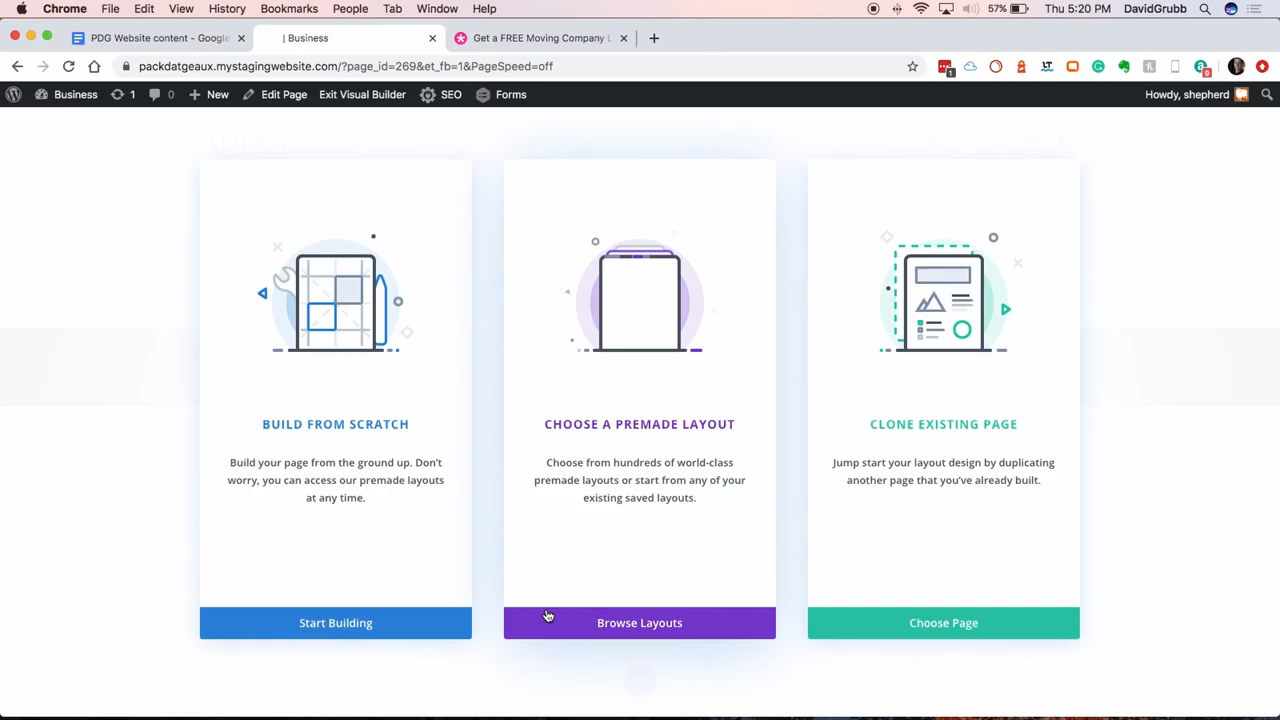 Chrome File Edit View History Bookmarks People Tab Window Help 57% Thu 5:20 PM DavidGrubb
PDG Website content - Google | Business Get a FREE Moving Company L
packdatgeaux.mystagingwebsite.com/?page_id=269&et_fb=1&PageSpeed=off
1
9
Business 1 0 New Edit Page Exit Visual Builder SEO Forms Howdy, shepherd
BUILD FROM SCRATCH
Build your page from the ground up. Don't
worry, you can access our premade layouts
at any time.
Start Building
CHOOSE A PREMADE LAYOUT
Choose from hundreds of world-class
premade layouts or start from any of your
existing saved layouts.
Browse Layouts
CLONE EXISTING PAGE
Jump start your layout design by duplicating
another page that you've already built.
Choose Page